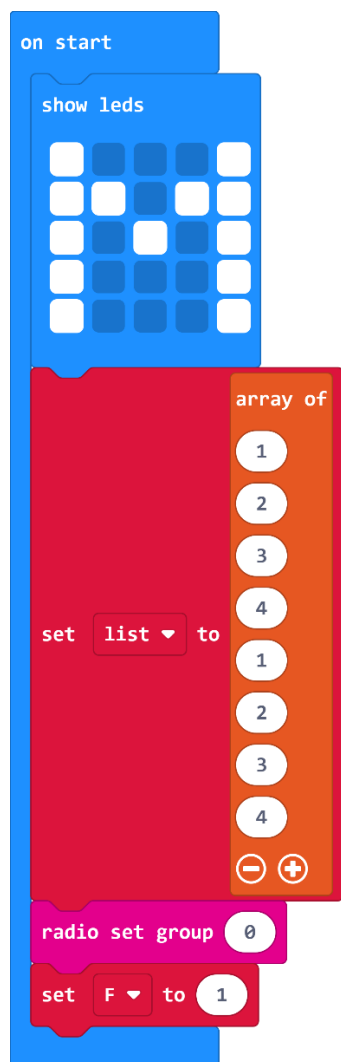 on start
show leds
array of
1
2
3
4
set list to
1
2
3
4
radio set group 0
set F to 1